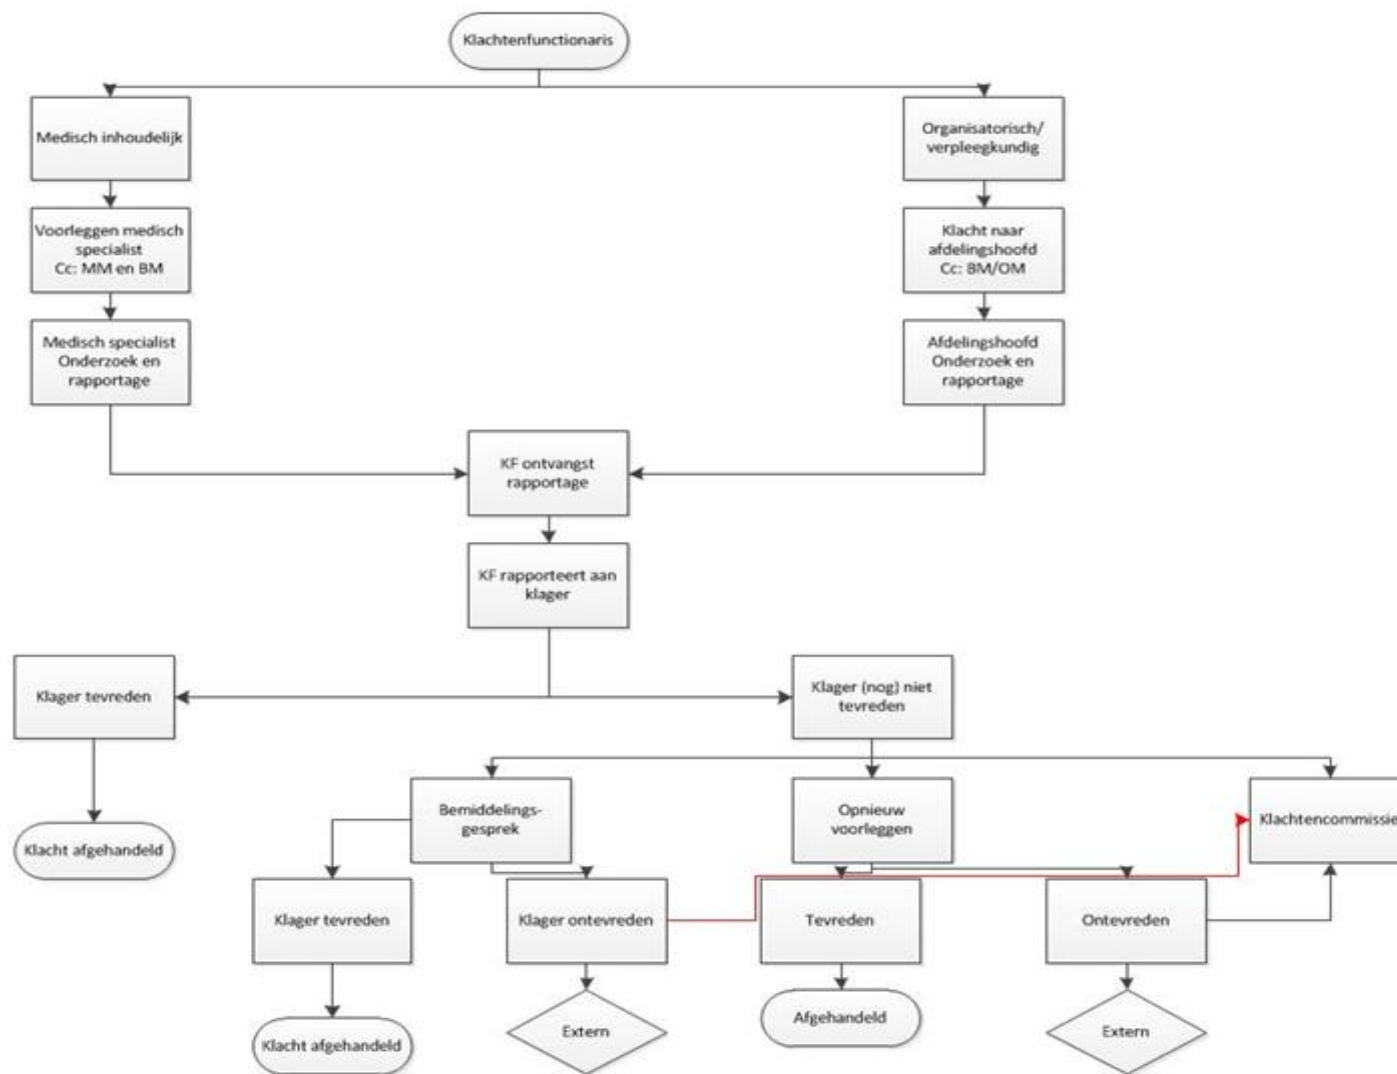 Klachtenfunctionaris
Medisch inhoudelijk
Organisatorisch/
verpleegkundig
Voorleggen medisch
specialist
Cc: MM en BM
Klacht naar
afdelingshoofd
Cc: BM/OM
Medisch specialist
Onderzoek en
rapportage
Afdelingshoofd
Onderzoek en
rapportage
KF ontvangst
rapportage
KF rapporteert aan
klager
Klager tevreden
Klager (nog) niet
tevreden
Klacht afgehandeld
Bemiddelings-
gesprek
Opnieuw
voorleggen
Klachtencommissie
Klager tevreden
Klager ontevreden
Tevreden
Ontevreden
Klacht afgehandeld
Extern
Afgehandeld
Extern